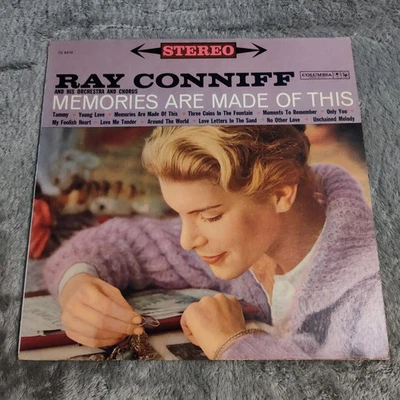 STEREO
RAY CONNIFF
COLUMBIA
AND HIS ORCHESTRA AND CHORUS
MEMORIES ARE MADE OF THIS
Tammy Young Love Memories Are Made Of This Three Coins In The Fountain Moments To Remember Only You
My Foolish Heart Love Me Tender Around The World Love Letters In The Sand No Other Love Unchained Melody